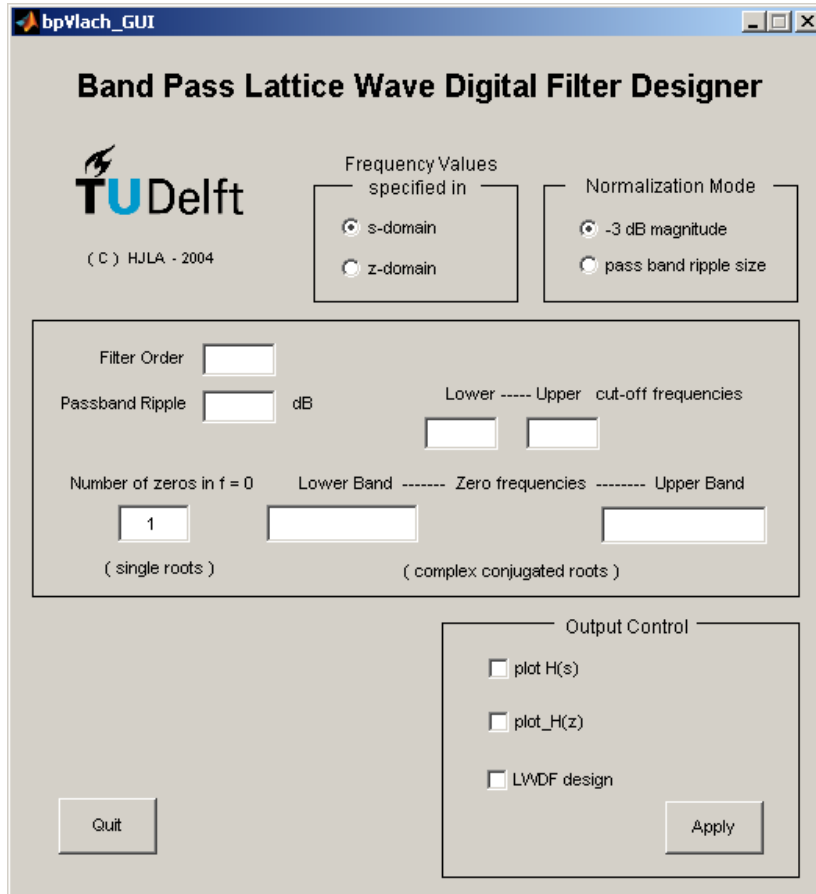 bpVlach_GUI
Band Pass Lattice Wave Digital Filter Designer
TUDelft
( C ) HJLA - 2004
Frequency Values
specified in
s-domain
z-domain
Normalization Mode
-3 dB magnitude
pass band ripple size
Filter Order
Passband Ripple dB
Lower ----- Upper cut-off frequencies
Number of zeros in f = 0
Lower Band ------- Zero frequencies -------- Upper Band
1
( single roots )
( complex conjugated roots )
Output Control
plot H(s)
plot_H(z)
LWDF design
Quit
Apply